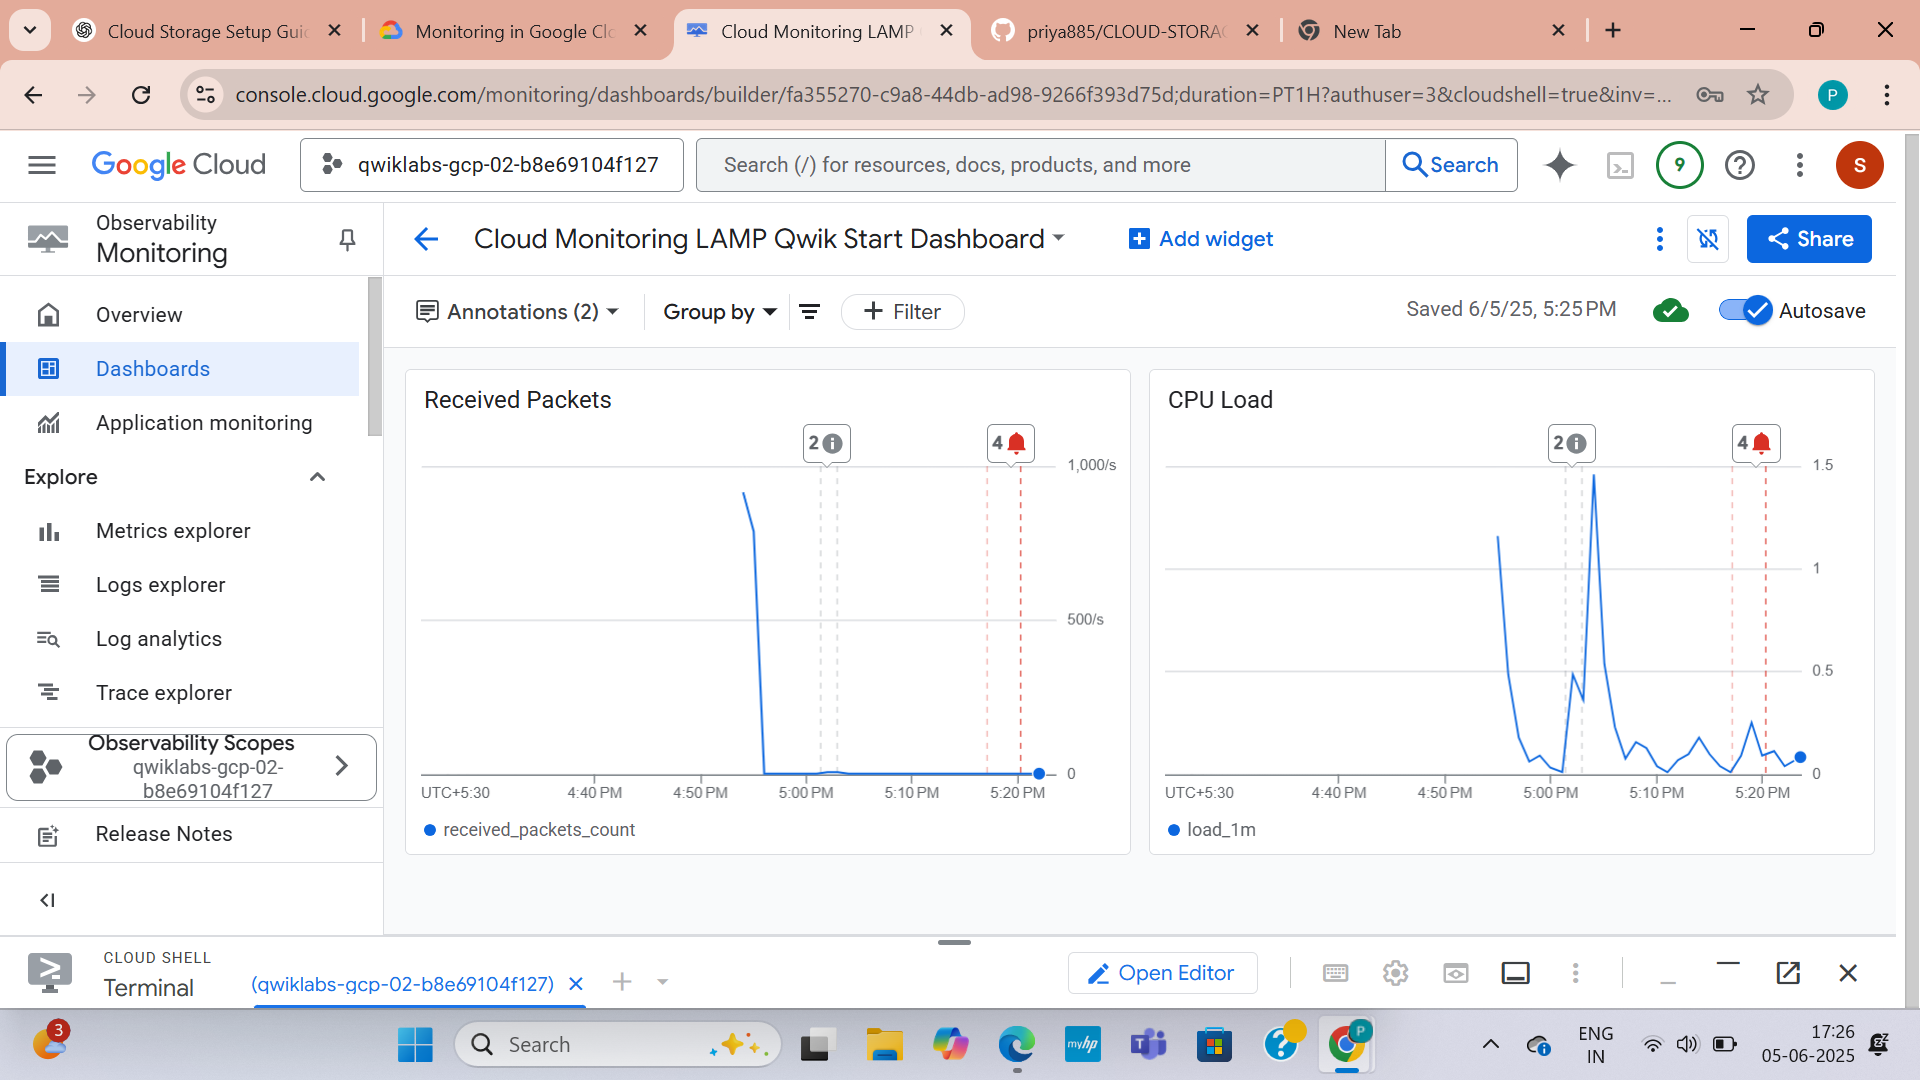 Cloud Storage Setup Guid
Monitoring in Google Clo
Cloud Monitoring LAMP
priya885/CLOUD-STORAG
New Tab
console.cloud.google.com/monitoring/dashboards/builder/fa355270-c9a8-44db-ad98-9266f393d75d;duration=PT1H?authuser=3&cloudshell=true&inv=...
P
Google Cloud
qwiklabs-gcp-02-b8e69104f127
Search (/) for resources, docs, products, and more
Search
9
S
Observability
Monitoring
Cloud Monitoring LAMP Qwik Start Dashboard
Add widget
Share
Overview
Dashboards
Application monitoring
Explore
Metrics explorer
Logs explorer
Log analytics
Trace explorer
Observability Scopes
qwiklabs-gcp-02-
b8e69104f127
Release Notes
Annotations (2)
Group by
Filter
Saved 6/5/25, 5:25 PM
Autosave
Received Packets
2
4
1,000/s
500/s
0
UTC+5:30
4:40 PM
4:50 PM
5:00 PM
5:10 PM
5:20 PM
received_packets_count
CPU Load
2
4
1.5
1
0.5
0
UTC+5:30
4:40 PM
4:50 PM
5:00 PM
5:10 PM
5:20 PM
load_1m
CLOUD SHELL
Terminal
(qwiklabs-gcp-02-b8e69104f127)
Open Editor
3
Search
myhp
P
ENG
IN
17:26
05-06-2025